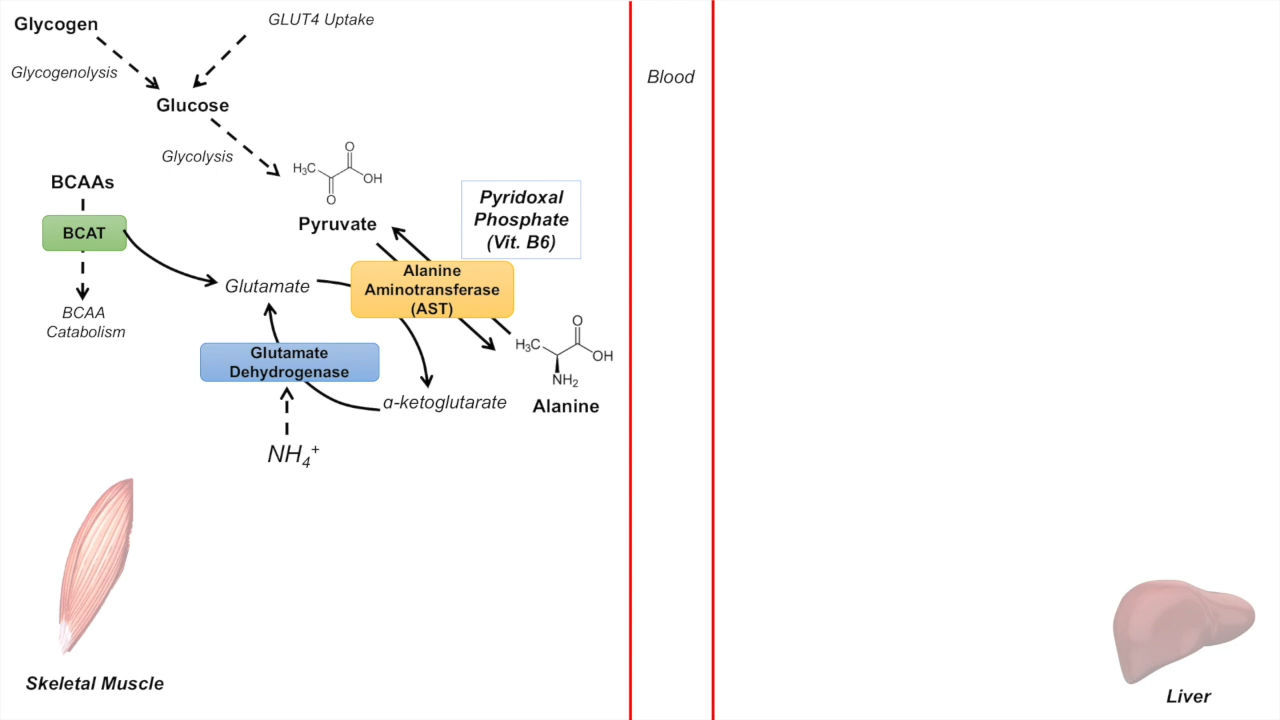 Glycogen
GLUT4 Uptake
Glycogenolysis
Blood
Glucose
Glycolysis
H₃C
O
OH
O
BCAAs
Pyruvate
Pyridoxal
Phosphate
(Vit. B6)
BCAT
Glutamate
Alanine
Aminotransferase
(AST)
BCAA
Catabolism
H₃C
O
OH
NH₂
Glutamate
Dehydrogenase
α-ketoglutarate
Alanine
NH₄⁺
Skeletal Muscle
Liver